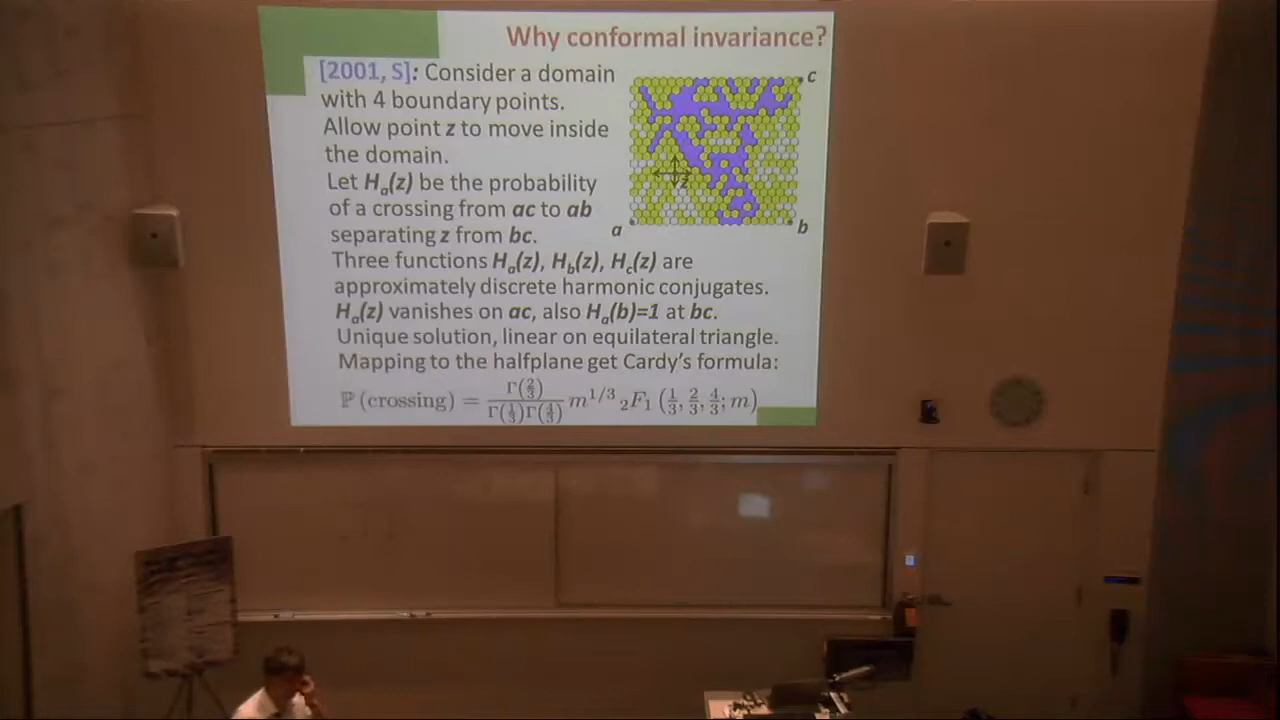 Why conformal invariance?
[2001, S]: Consider a domain
with 4 boundary points.
Allow point z to move inside
the domain.
Let Hₐ(z) be the probability
of a crossing from ac to ab
separating z from bc.
Three functions Hₐ(z), H_b(z), H_c(z) are
approximately discrete harmonic conjugates.
Hₐ(z) vanishes on ac, also Hₐ(b)=1 at bc.
Unique solution, linear on equilateral triangle.
Mapping to the halfplane get Cardy's formula:
ℙ (crossing) = Γ(2/3) / Γ(1/3)Γ(4/3) m^{1/3} ₂F₁ (1/3, 2/3, 4/3; m)
c
z
a
b